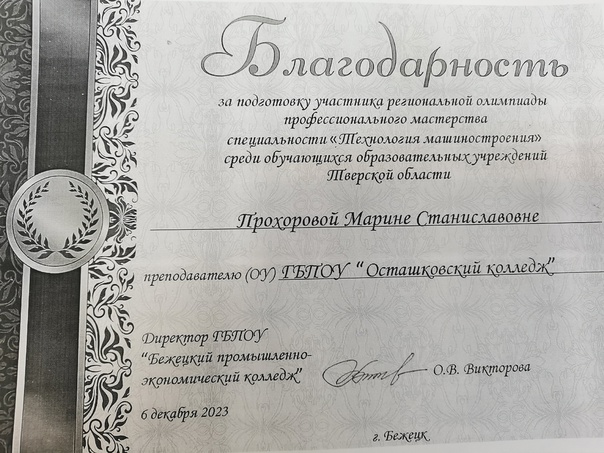 Благодарность
за подготовку участника региональной олимпиады
профессионального мастерства
специальности «Технология машиностроения»
среди обучающихся образовательных учреждений
Тверской области
Прохоровой Марине Станиславовне
преподавателю (ОУ) ГБПОУ "Осташковский колледж"
Директор ГБПОУ
"Бежецкий промышленно-
экономический колледж"
О.В. Викторова
6 декабря 2023
г. Бежецк